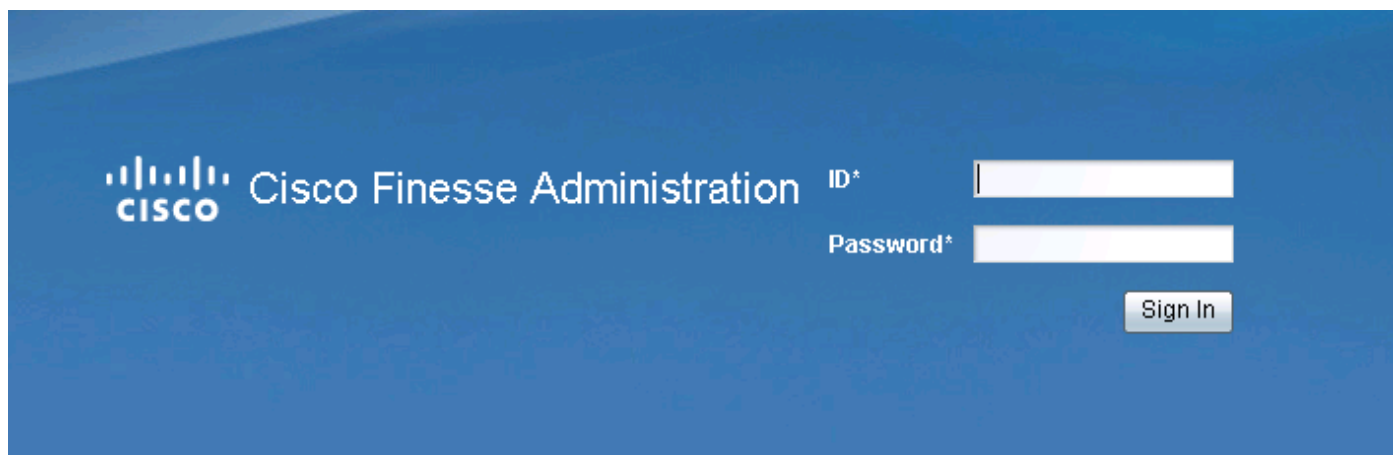 CISCO
Cisco Finesse Administration
ID*
Password*
Sign In